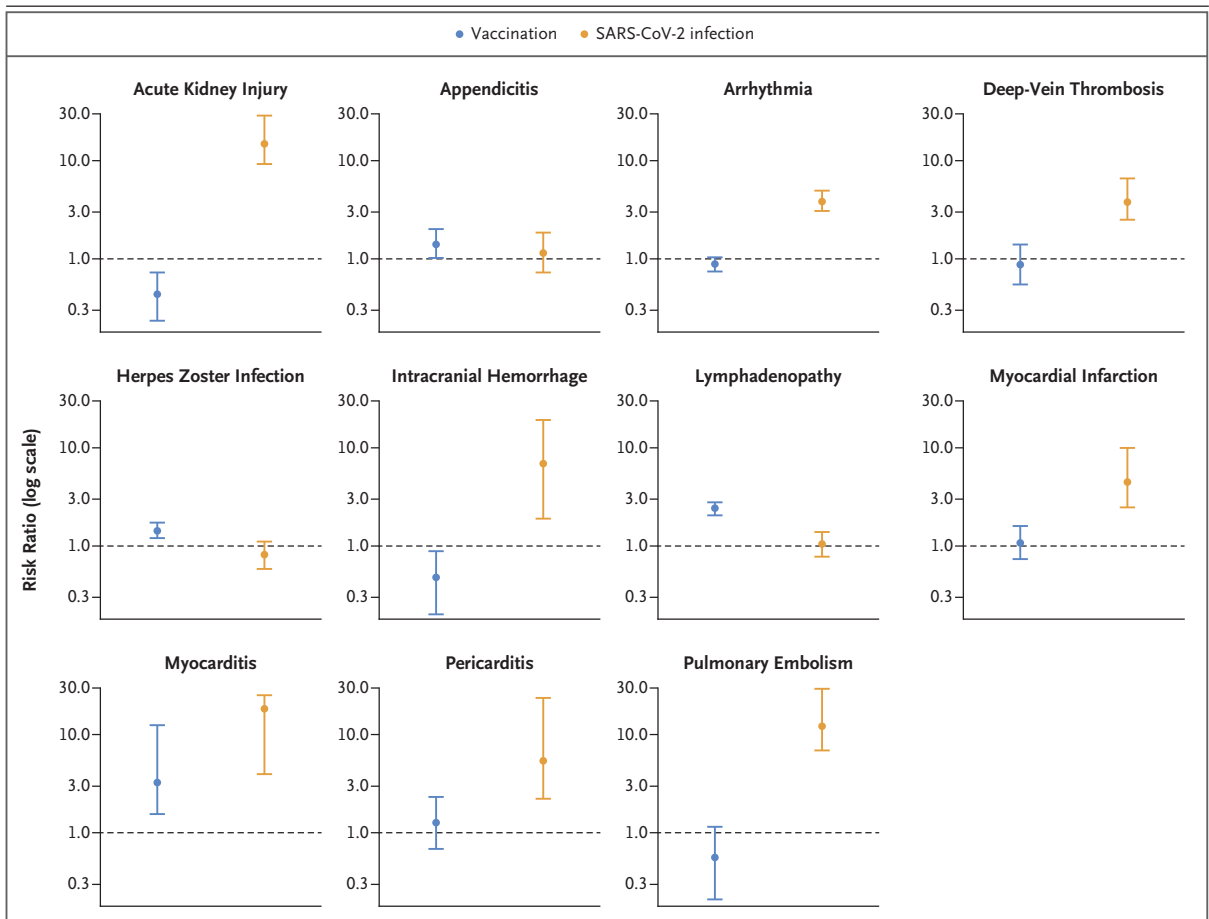 Vaccination SARS-CoV-2 infection
Acute Kidney Injury Appendicitis Arrhythmia Deep-Vein Thrombosis
30.0 30.0 30.0 30.0
10.0 10.0 10.0 10.0
3.0 3.0 3.0 3.0
1.0 1.0 1.0 1.0
0.3 0.3 0.3 0.3
Risk Ratio (log scale)
Herpes Zoster Infection Intracranial Hemorrhage Lymphadenopathy Myocardial Infarction
30.0 30.0 30.0 30.0
10.0 10.0 10.0 10.0
3.0 3.0 3.0 3.0
1.0 1.0 1.0 1.0
0.3 0.3 0.3 0.3
Myocarditis Pericarditis Pulmonary Embolism
30.0 30.0 30.0
10.0 10.0 10.0
3.0 3.0 3.0
1.0 1.0 1.0
0.3 0.3 0.3